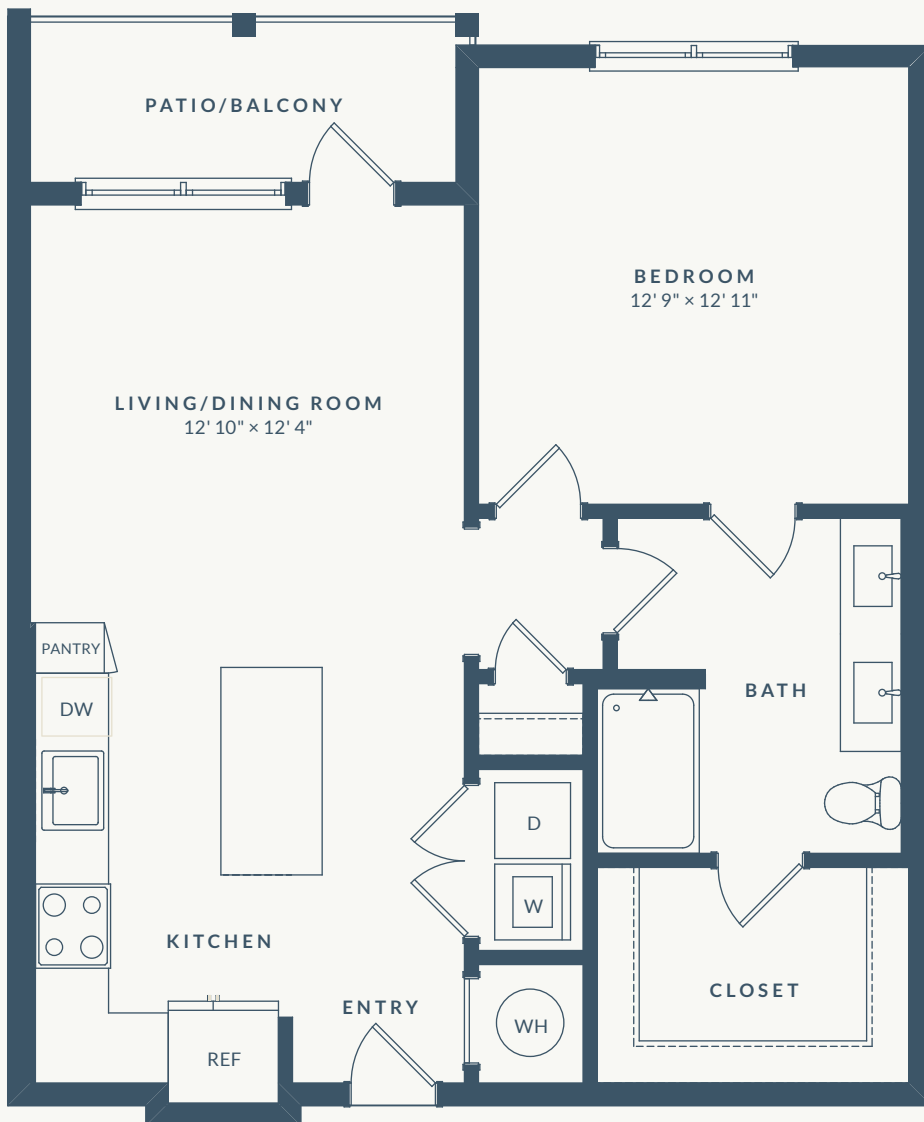 PATIO/BALCONY
BEDROOM
12' 9" × 12' 11"
LIVING/DINING ROOM
12' 10" × 12' 4"
PANTRY
DW
BATH
D
W
KITCHEN
CLOSET
ENTRY
WH
REF